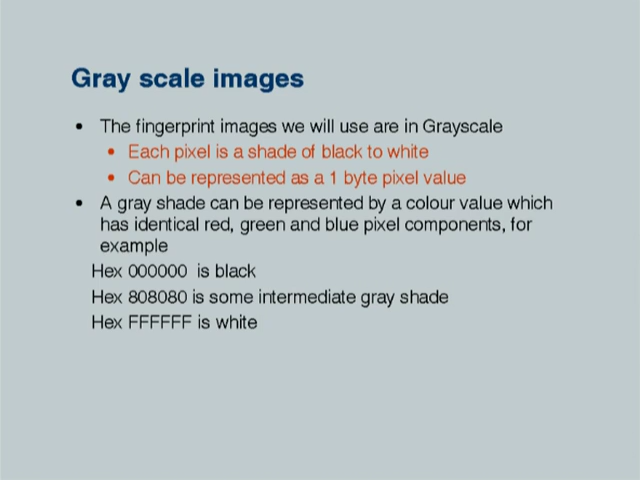 Gray scale images
• The fingerprint images we will use are in Grayscale
• Each pixel is a shade of black to white
• Can be represented as a 1 byte pixel value
• A gray shade can be represented by a colour value which
has identical red, green and blue pixel components, for
example
Hex 000000 is black
Hex 808080 is some intermediate gray shade
Hex FFFFFF is white